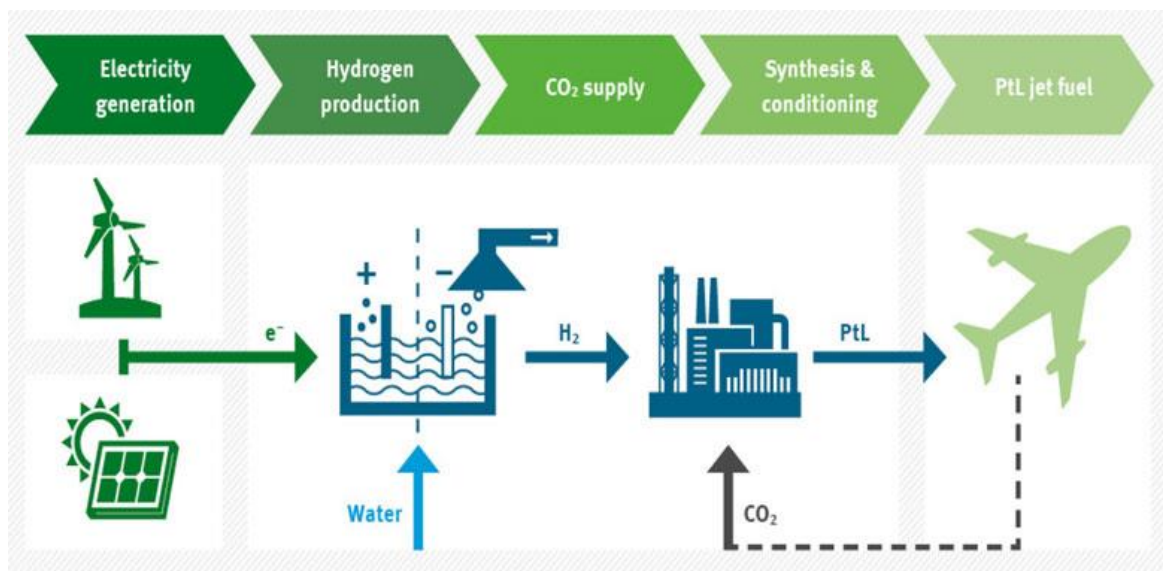 Electricity
generation
Hydrogen
production
CO₂ supply
Synthesis &
conditioning
PtL jet fuel
+
−
e⁻
H₂
PtL
Water
CO₂